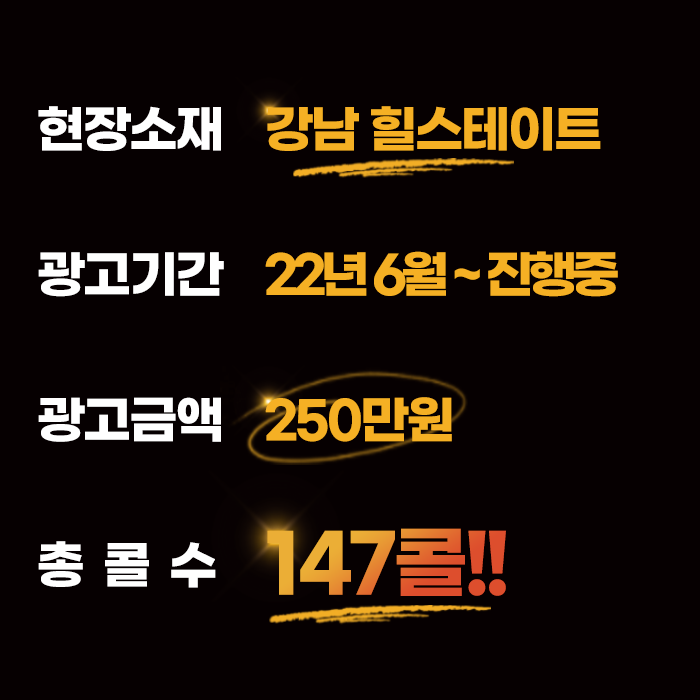 현장소재 강남 힐스테이트
광고기간 22년 6월 ~ 진행중
광고금액 250만원
총 콜 수 147콜!!